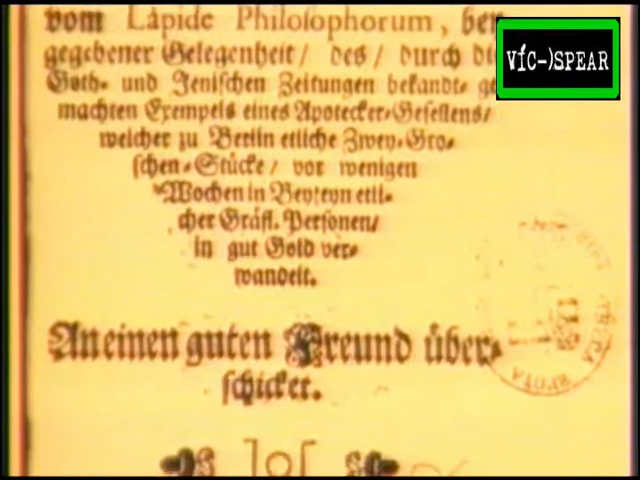 vom Lapide Philosophorum, bey
gegebener Gelegenheit/ des/ durch die
Goth- und Jenischen Zeitungen bekandt-ge
machten Exempels eines Apotecker-Gesellens/
welcher zu Berlin etliche Zwey-Gro-
schen-Stücke/ vor wenigen
Wochen in Beyseyn etli-
cher Gräfl. Personen/
in gut Gold ver-
wandelt.
An einen guten Freund über-
schicket.
VIC-)SPEAR